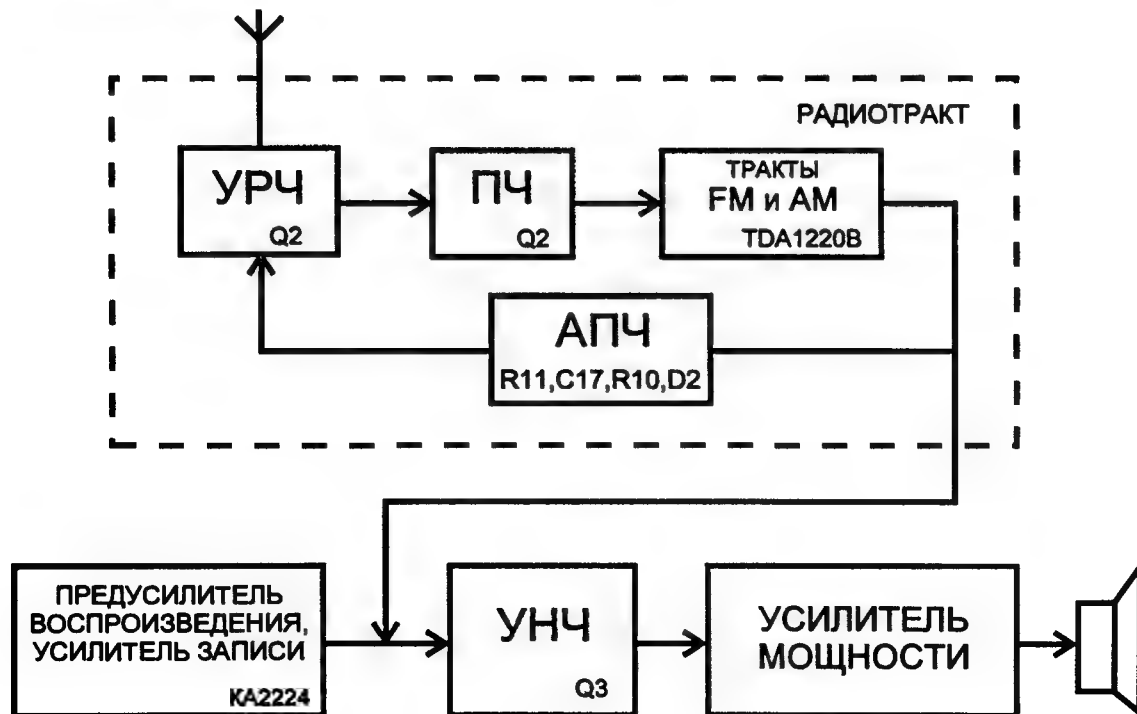 РАДИОТРАКТ
УРЧ
Q2
ПЧ
Q2
ТРАКТЫ
FM и АМ
TDA1220B
АПЧ
R11,C17,R10,D2
ПРЕДУСИЛИТЕЛЬ
ВОСПРОИЗВЕДЕНИЯ,
УСИЛИТЕЛЬ ЗАПИСИ
KA2224
УНЧ
Q3
УСИЛИТЕЛЬ
МОЩНОСТИ